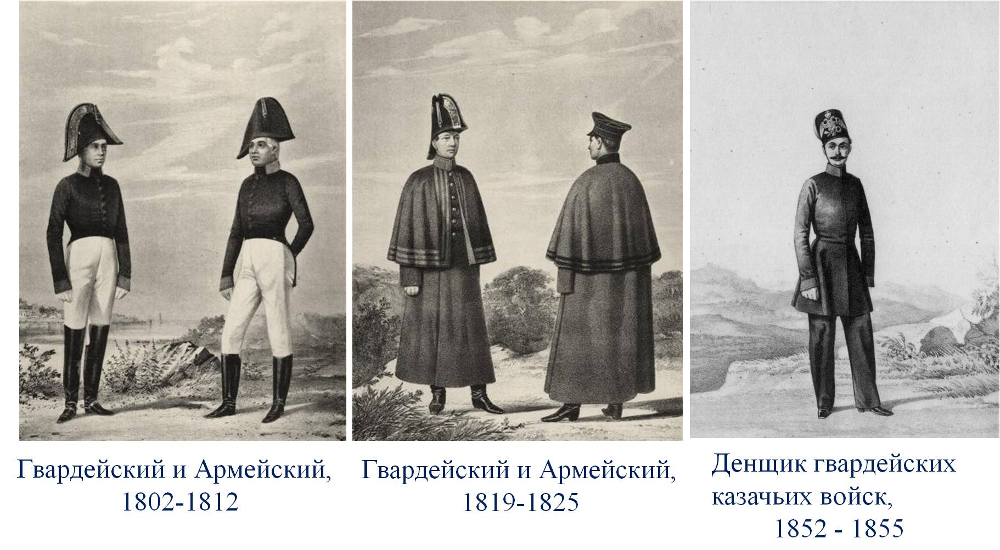 Гвардейский и Армейский,
1802-1812
Гвардейский и Армейский,
1819-1825
Денщик гвардейских
казачьих войск,
1852 - 1855